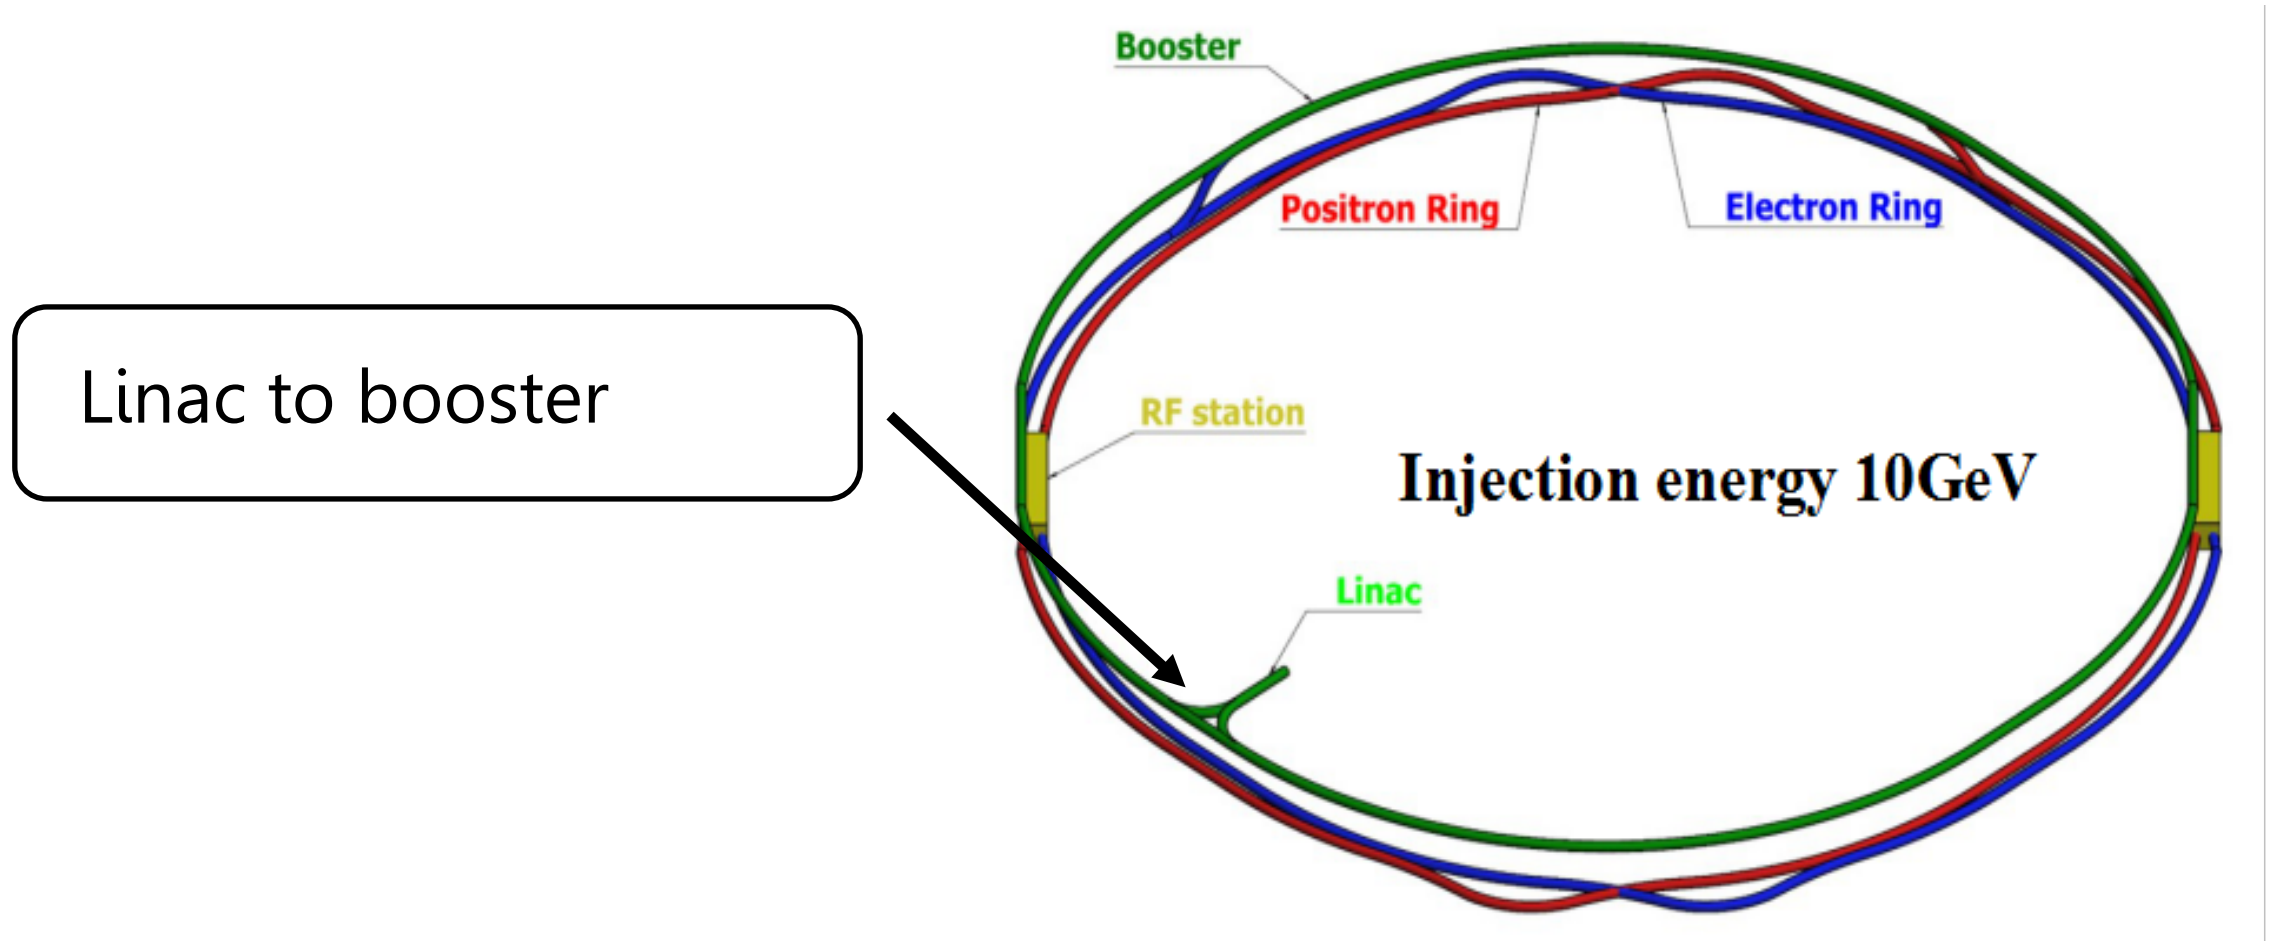 Booster
Positron Ring
Electron Ring
Linac to booster
RF station
Injection energy 10GeV
Linac